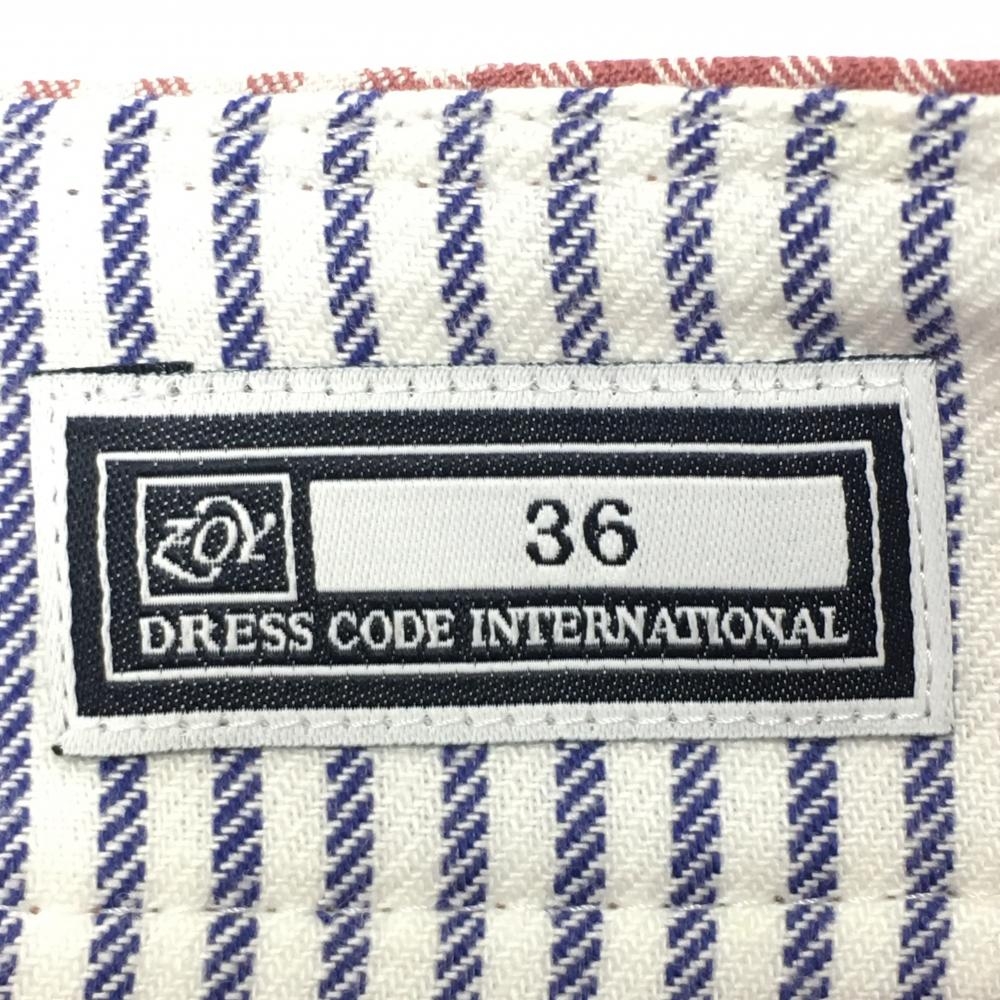 ZOY
36
DRESS CODE INTERNATIONAL